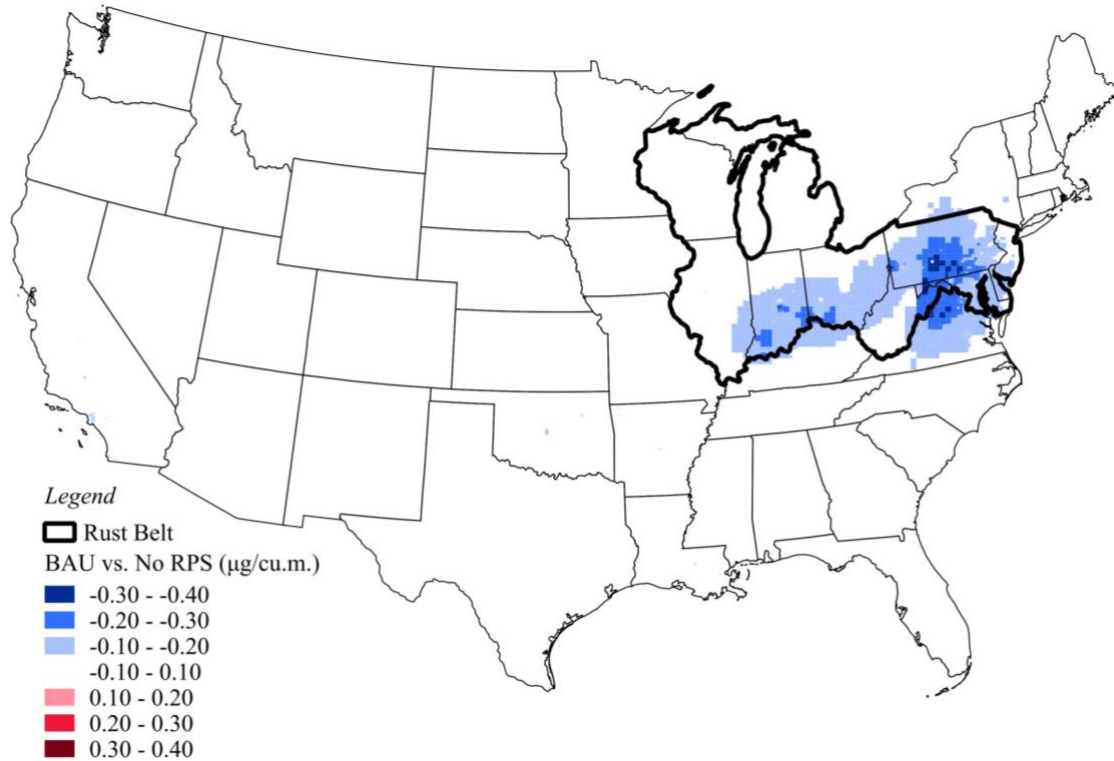 Legend
Rust Belt
BAU vs. No RPS (μg/cu.m.)
-0.30 - -0.40
-0.20 - -0.30
-0.10 - -0.20
-0.10 - 0.10
0.10 - 0.20
0.20 - 0.30
0.30 - 0.40